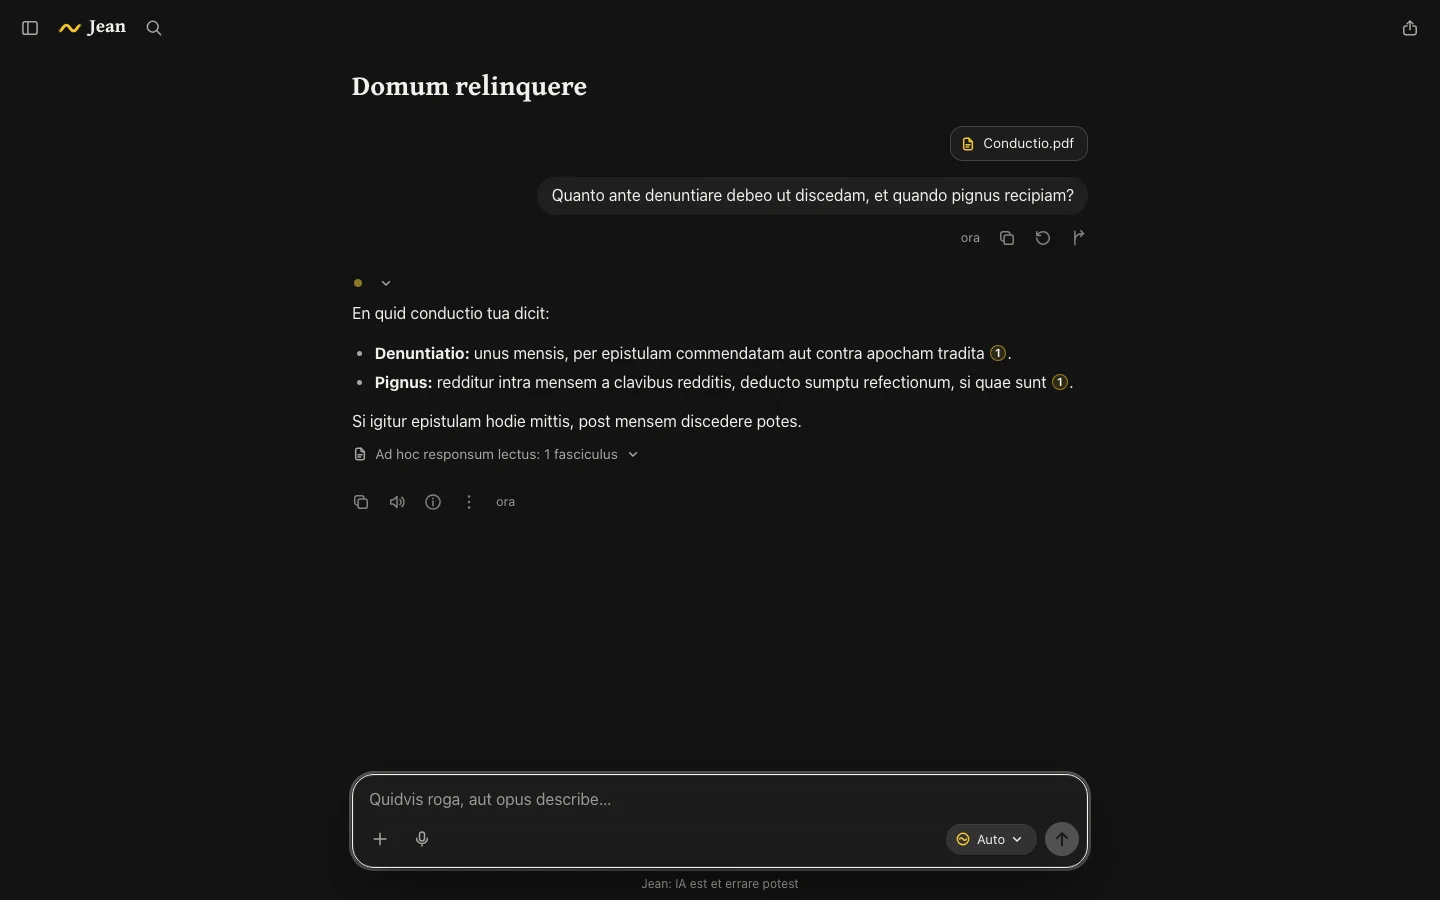 Jean
Domum relinquere
Conductio.pdf
Quanto ante denuntiare debeo ut discedam, et quando pignus recipiam?
ora
En quid conductio tua dicit:
Denuntiatio: unus mensis, per epistulam commendatam aut contra apocham tradita 1.
Pignus: redditur intra mensem a clavibus redditis, deducto sumptu refectionum, si quae sunt 1.
Si igitur epistulam hodie mittis, post mensem discedere potes.
Ad hoc responsum lectus: 1 fasciculus
ora
Quidvis roga, aut opus describe...
Auto
Jean: IA est et errare potest